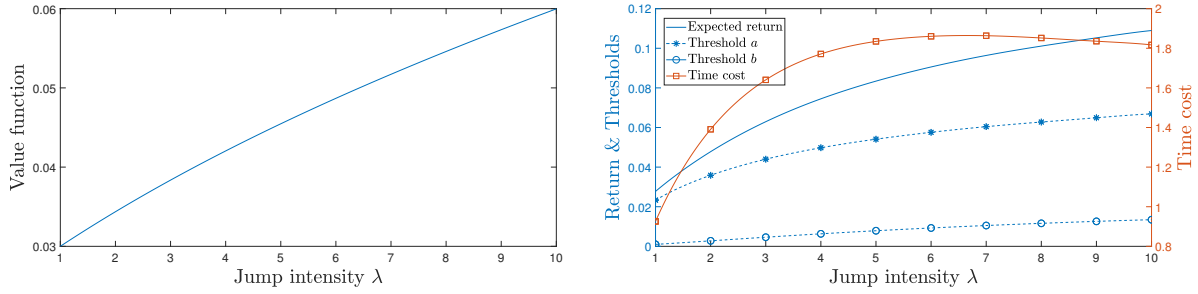 0.06
0.05
0.04
0.03
Value function
1 2 3 4 5 6 7 8 9 10
Jump intensity λ
0.12
0.1
0.08
0.06
0.04
0.02
0
Return & Thresholds
Expected return
Threshold a
Threshold b
Time cost
2
1.8
1.6
1.4
1.2
1
0.8
Time cost
1 2 3 4 5 6 7 8 9 10
Jump intensity λ